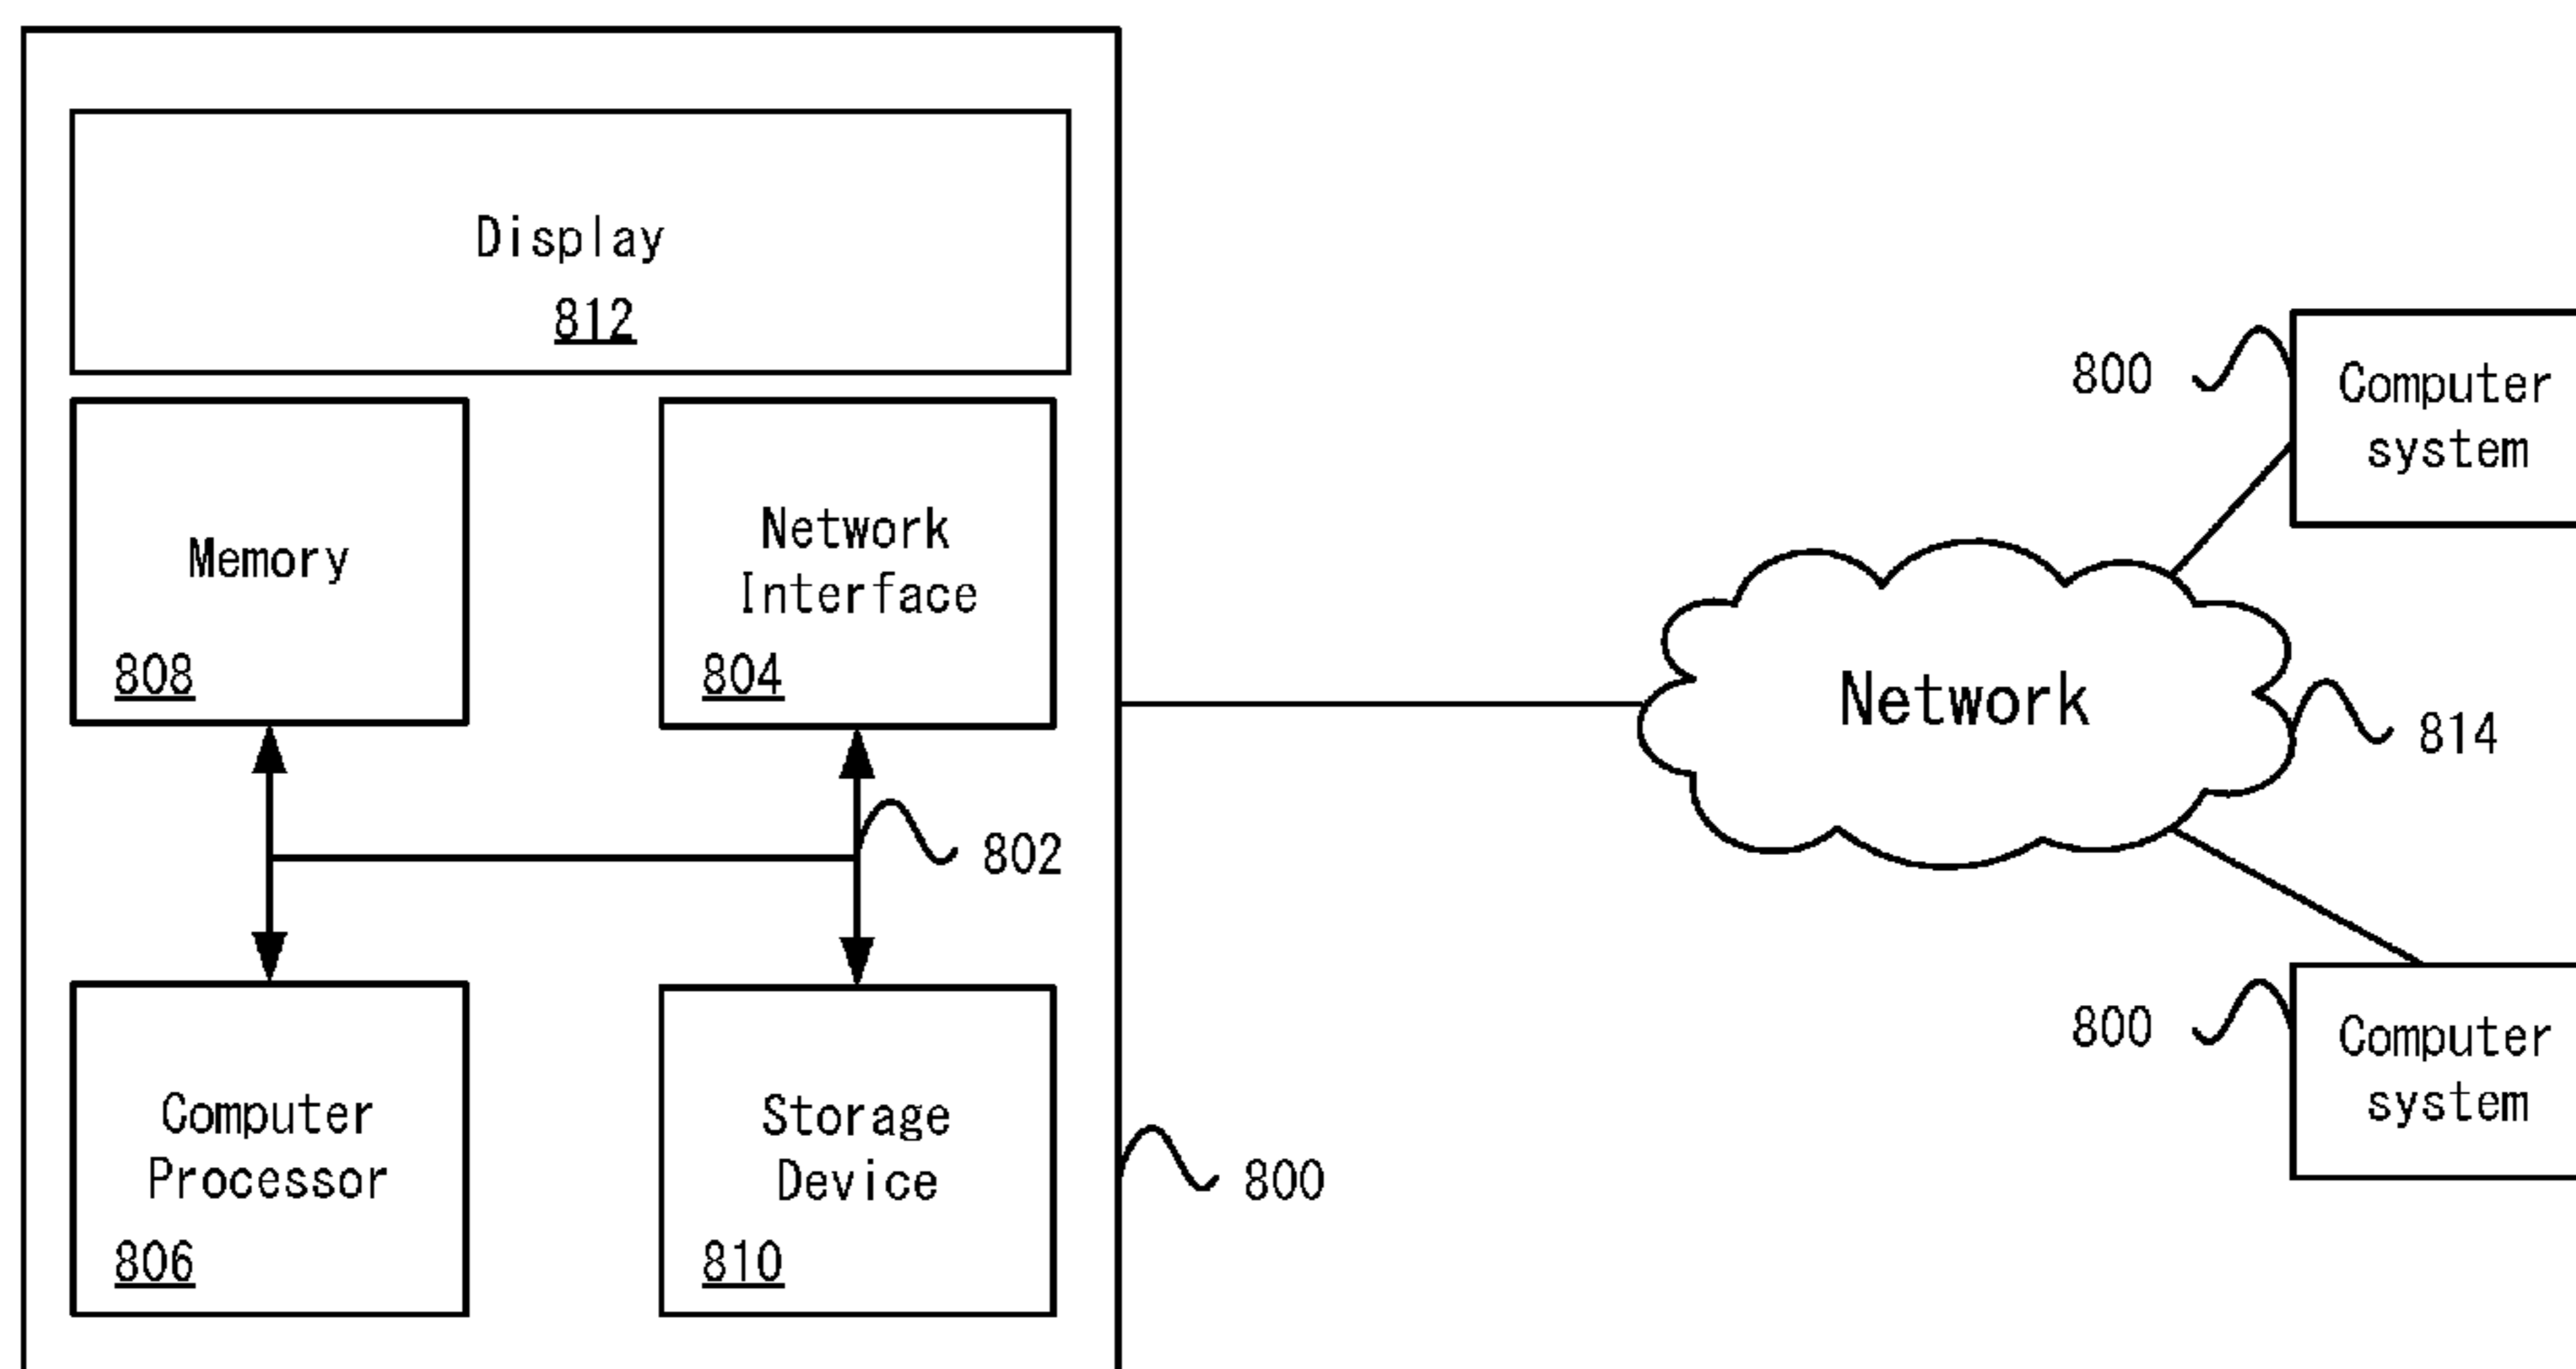 Display
812
Memory
808
Network
Interface
804
802
Computer
Processor
806
Storage
Device
810
800
Network
814
800
Computer
system
800
Computer
system